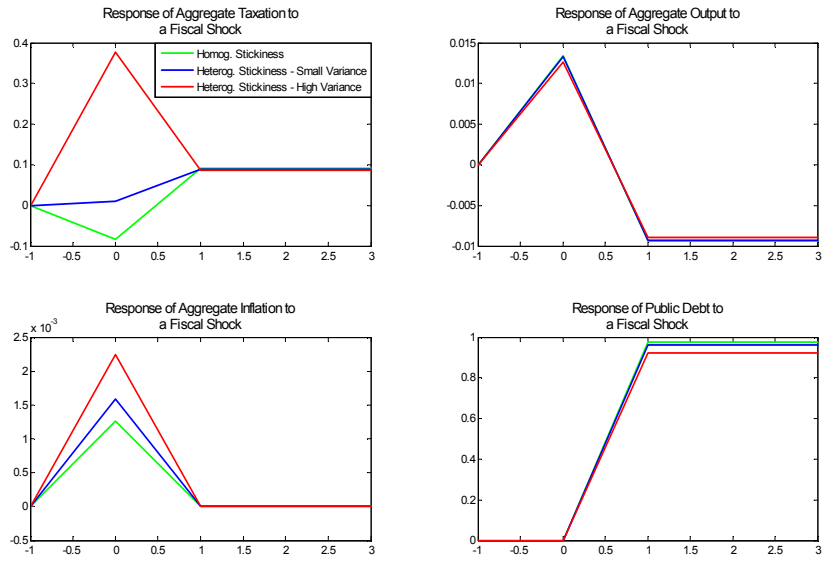 Response of Aggregate Taxation to
a Fiscal Shock
0.4
0.3
0.2
0.1
0
-0.1
-1 -0.5 0 0.5 1 1.5 2 2.5 3
Homog. Stickiness
Heterog. Stickiness - Small Variance
Heterog. Stickiness - High Variance
Response of Aggregate Output to
a Fiscal Shock
0.015
0.01
0.005
0
-0.005
-0.01
-1 -0.5 0 0.5 1 1.5 2 2.5 3
Response of Aggregate Inflation to
a Fiscal Shock
x 10^-3
2.5
2
1.5
1
0.5
0
-0.5
-1 -0.5 0 0.5 1 1.5 2 2.5 3
Response of Public Debt to
a Fiscal Shock
1
0.8
0.6
0.4
0.2
0
-1 -0.5 0 0.5 1 1.5 2 2.5 3